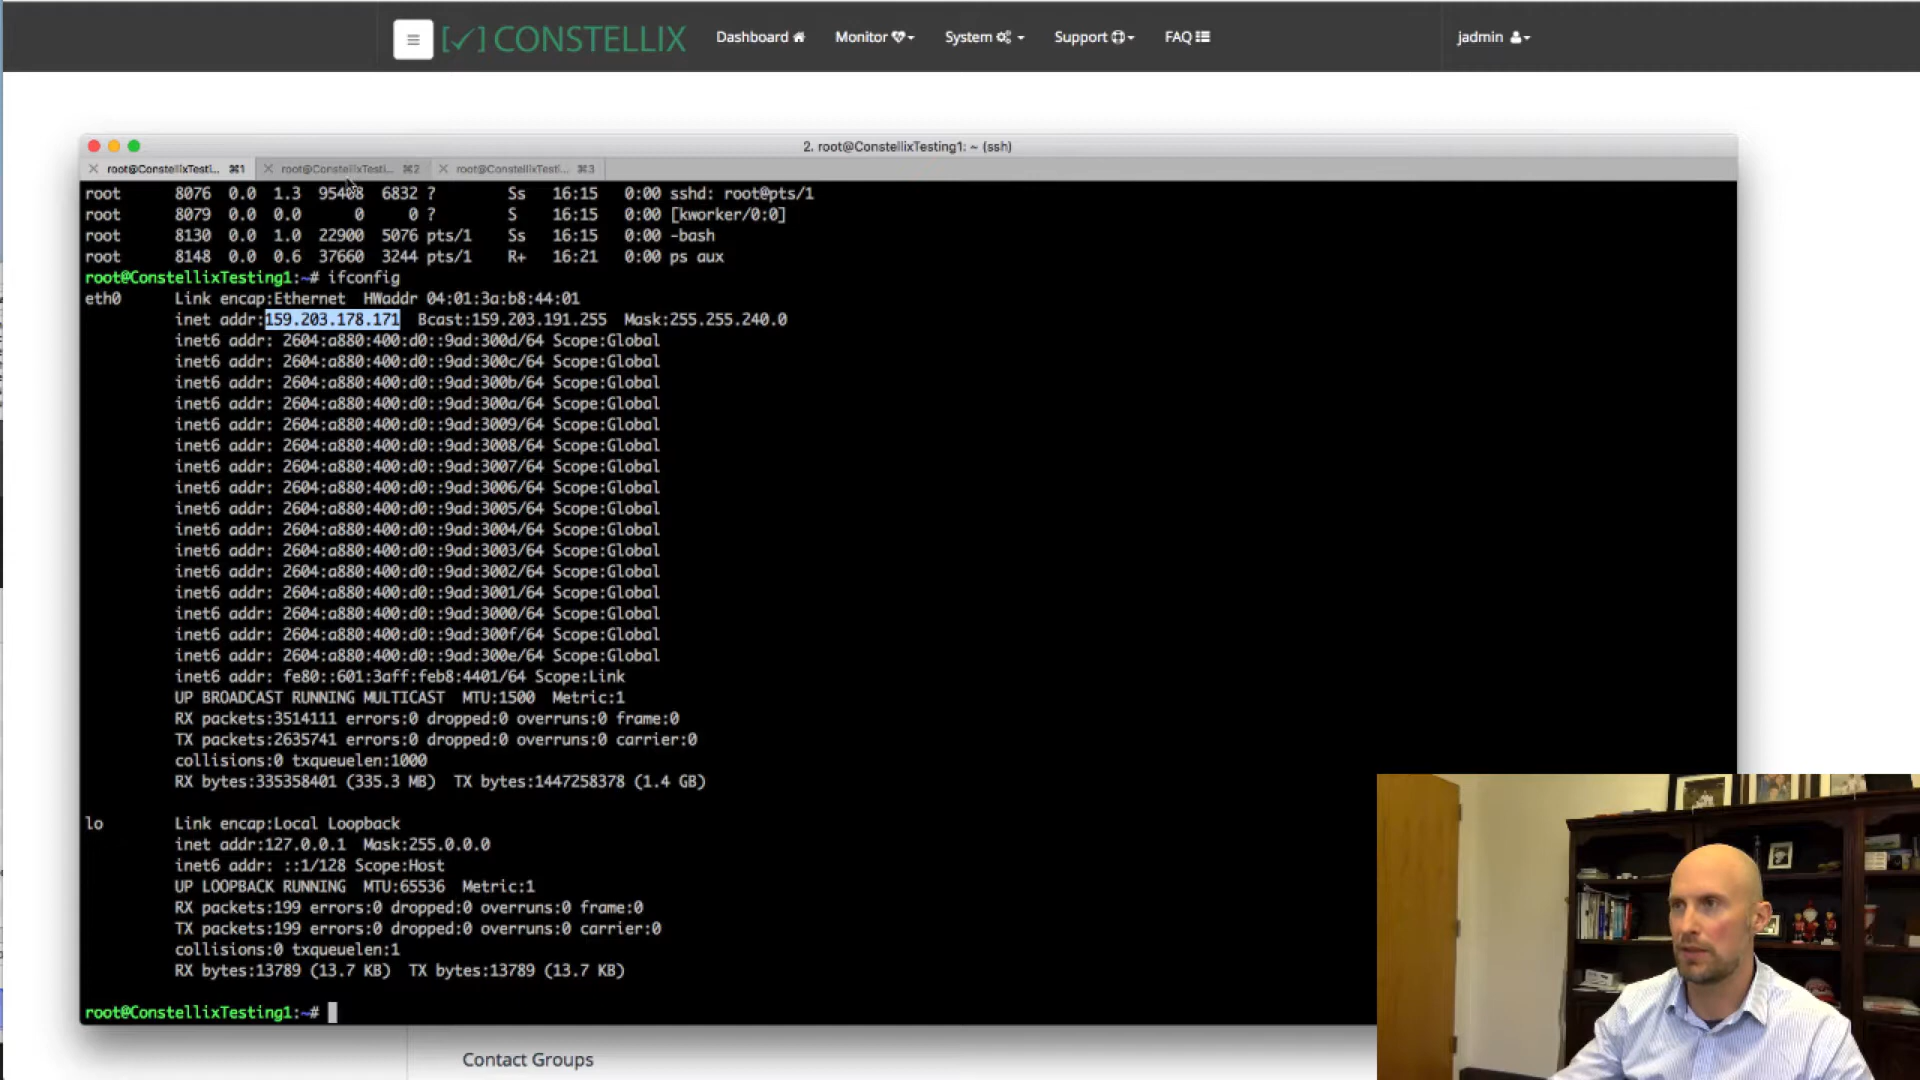 [✓] CONSTELLIX Dashboard Monitor System Support FAQ jadmin
2. root@ConstellixTesting1: ~ (ssh)
root@ConstellixTesti... ⌘1 root@ConstellixTesti... ⌘2 root@ConstellixTesti... ⌘3
root 8076 0.0 1.3 95408 6832 ? Ss 16:15 0:00 sshd: root@pts/1
root 8079 0.0 0.0 0 0 ? S 16:15 0:00 [kworker/0:0]
root 8130 0.0 1.0 22900 5076 pts/1 Ss 16:15 0:00 -bash
root 8148 0.0 0.6 37660 3244 pts/1 R+ 16:21 0:00 ps aux
root@ConstellixTesting1:~# ifconfig
eth0 Link encap:Ethernet HWaddr 04:01:3a:b8:44:01
inet addr:159.203.178.171 Bcast:159.203.191.255 Mask:255.255.240.0
inet6 addr: 2604:a880:400:d0::9ad:300d/64 Scope:Global
inet6 addr: 2604:a880:400:d0::9ad:300c/64 Scope:Global
inet6 addr: 2604:a880:400:d0::9ad:300b/64 Scope:Global
inet6 addr: 2604:a880:400:d0::9ad:300a/64 Scope:Global
inet6 addr: 2604:a880:400:d0::9ad:3009/64 Scope:Global
inet6 addr: 2604:a880:400:d0::9ad:3008/64 Scope:Global
inet6 addr: 2604:a880:400:d0::9ad:3007/64 Scope:Global
inet6 addr: 2604:a880:400:d0::9ad:3006/64 Scope:Global
inet6 addr: 2604:a880:400:d0::9ad:3005/64 Scope:Global
inet6 addr: 2604:a880:400:d0::9ad:3004/64 Scope:Global
inet6 addr: 2604:a880:400:d0::9ad:3003/64 Scope:Global
inet6 addr: 2604:a880:400:d0::9ad:3002/64 Scope:Global
inet6 addr: 2604:a880:400:d0::9ad:3001/64 Scope:Global
inet6 addr: 2604:a880:400:d0::9ad:3000/64 Scope:Global
inet6 addr: 2604:a880:400:d0::9ad:300f/64 Scope:Global
inet6 addr: 2604:a880:400:d0::9ad:300e/64 Scope:Global
inet6 addr: fe80::601:3aff:feb8:4401/64 Scope:Link
UP BROADCAST RUNNING MULTICAST MTU:1500 Metric:1
RX packets:3514111 errors:0 dropped:0 overruns:0 frame:0
TX packets:2635741 errors:0 dropped:0 overruns:0 carrier:0
collisions:0 txqueuelen:1000
RX bytes:335358401 (335.3 MB) TX bytes:1447258378 (1.4 GB)
lo Link encap:Local Loopback
inet addr:127.0.0.1 Mask:255.0.0.0
inet6 addr: ::1/128 Scope:Host
UP LOOPBACK RUNNING MTU:65536 Metric:1
RX packets:199 errors:0 dropped:0 overruns:0 frame:0
TX packets:199 errors:0 dropped:0 overruns:0 carrier:0
collisions:0 txqueuelen:1
RX bytes:13789 (13.7 KB) TX bytes:13789 (13.7 KB)
root@ConstellixTesting1:~#
Contact Groups